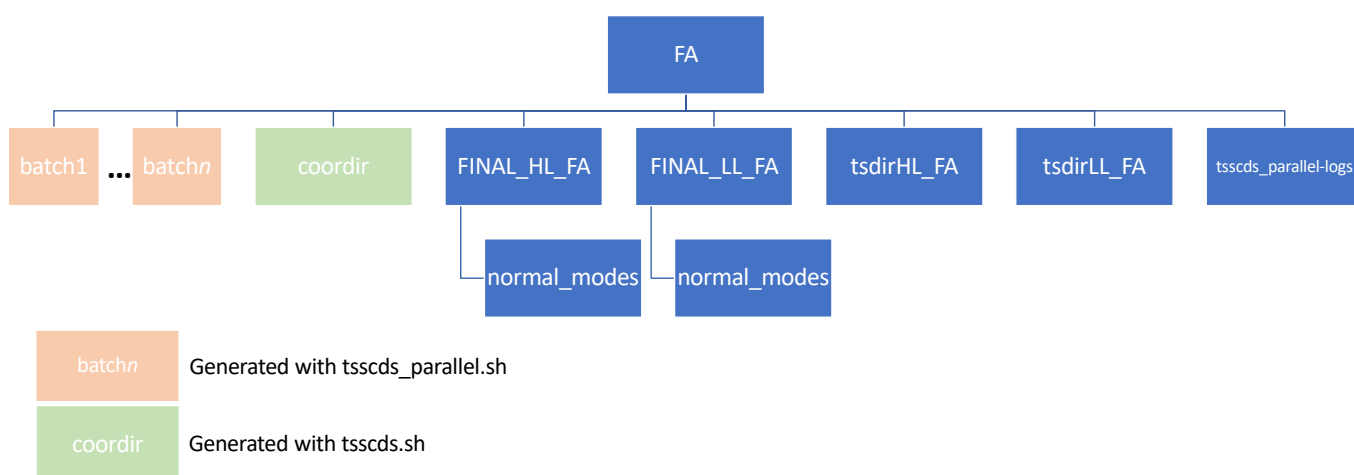 FA
batch1
...
batchn
coordir
FINAL_HL_FA
FINAL_LL_FA
tsdirHL_FA
tsdirLL_FA
tsscds_parallel-logs
normal_modes
normal_modes
batchn
Generated with tsscds_parallel.sh
coordir
Generated with tsscds.sh